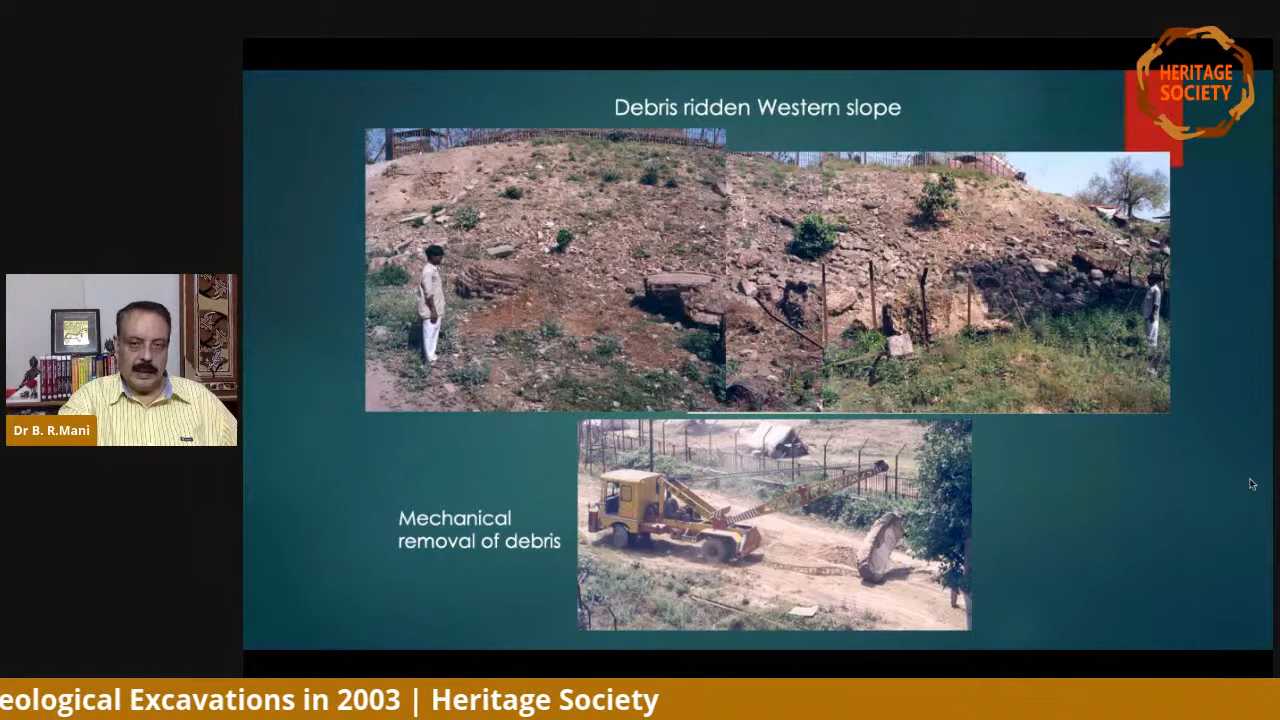 HERITAGE
SOCIETY
Debris ridden Western slope
Dr B. R.Mani
Mechanical
removal of debris
eological Excavations in 2003 | Heritage Society